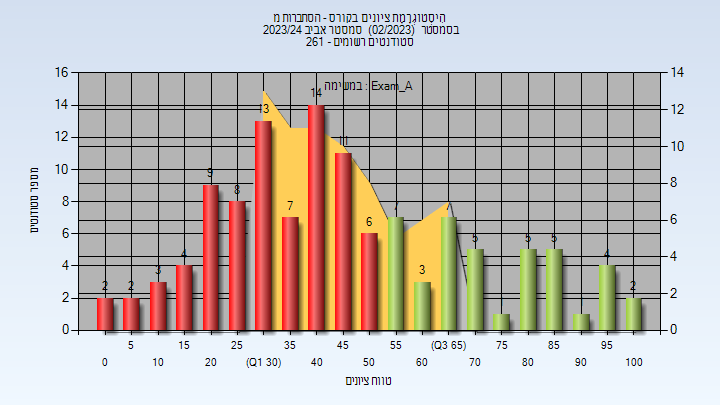 הִיסְטוֹגְרָמַת ציונים בקורס - הסתברות מ
בסמסטר (02/2023) סמסטר אביב 2023/24
סטודנטים רשומים - 261
במשימה : Exam_A
מספר סטודנטים
16 14 12 10 8 6 4 2 0
14 12 10 8 6 4 2 0
2 2 3 4 9 8 13 7 14 11 6 7 3 7 5 1 5 5 1 4 2
5 15 25 35 45 55 (Q3 65) 75 85 95
0 10 20 (Q1 30) 40 50 60 70 80 90 100
טווח ציונים